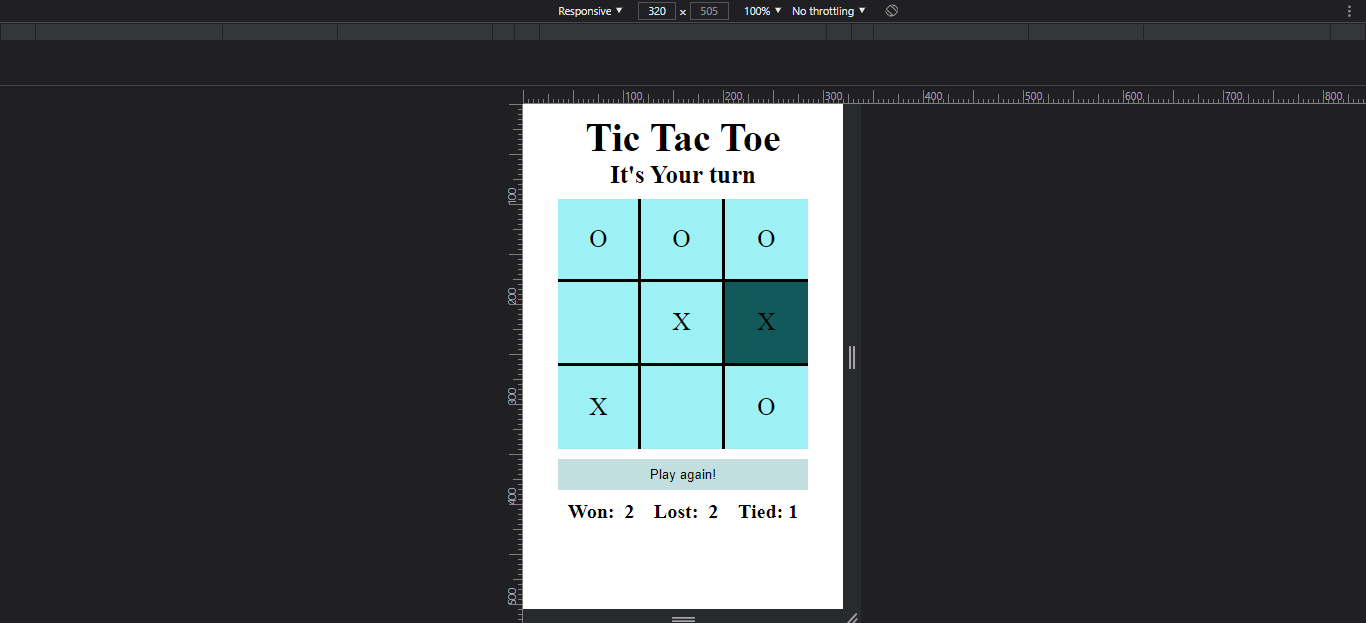 Responsive ▼ 320 × 505 100% ▼ No throttling ▼
100 200 300 400 500 600 700 800
Tic Tac Toe
It's Your turn
100
O O O
200
X X
300
X O
Play again!
400
Won: 2 Lost: 2 Tied: 1
500